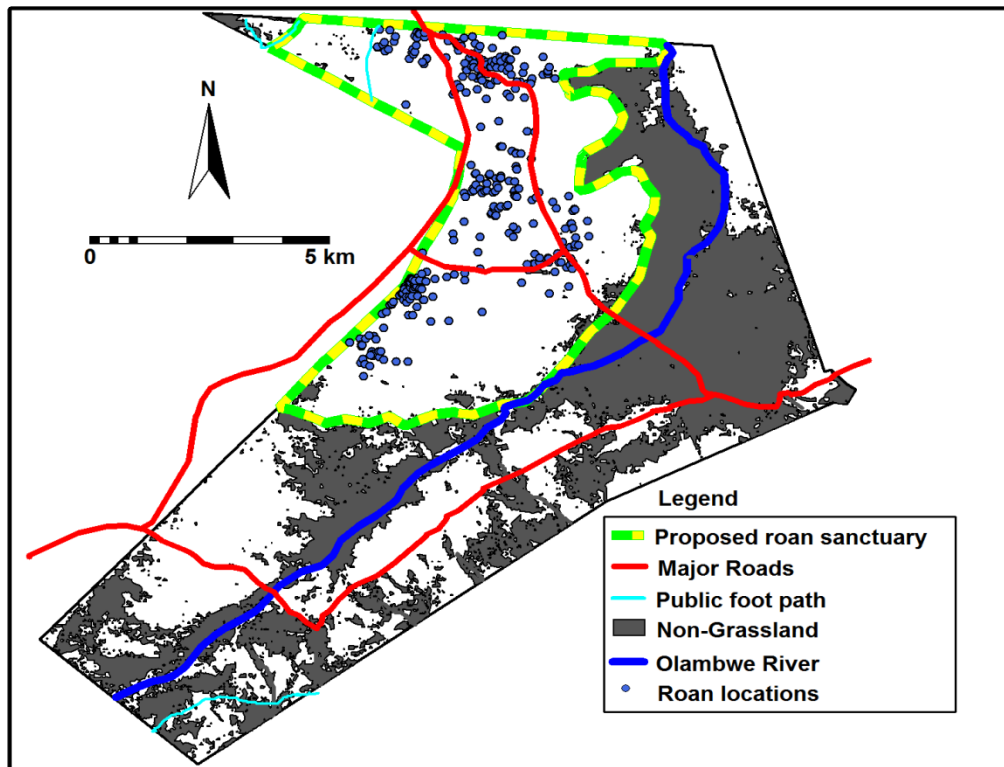 N
0 5 km
Legend
Proposed roan sanctuary
Major Roads
Public foot path
Non-Grassland
Olambwe River
Roan locations